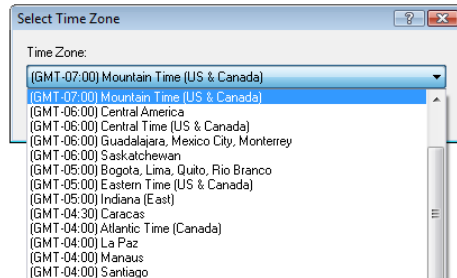 Select Time Zone
Time Zone:
(GMT-07:00) Mountain Time (US & Canada)
(GMT-07:00) Mountain Time (US & Canada)
(GMT-06:00) Central America
(GMT-06:00) Central Time (US & Canada)
(GMT-06:00) Guadalajara, Mexico City, Monterrey
(GMT-06:00) Saskatchewan
(GMT-05:00) Bogota, Lima, Quito, Rio Branco
(GMT-05:00) Eastern Time (US & Canada)
(GMT-05:00) Indiana (East)
(GMT-04:30) Caracas
(GMT-04:00) Atlantic Time (Canada)
(GMT-04:00) La Paz
(GMT-04:00) Manaus
(GMT-04:00) Santiago